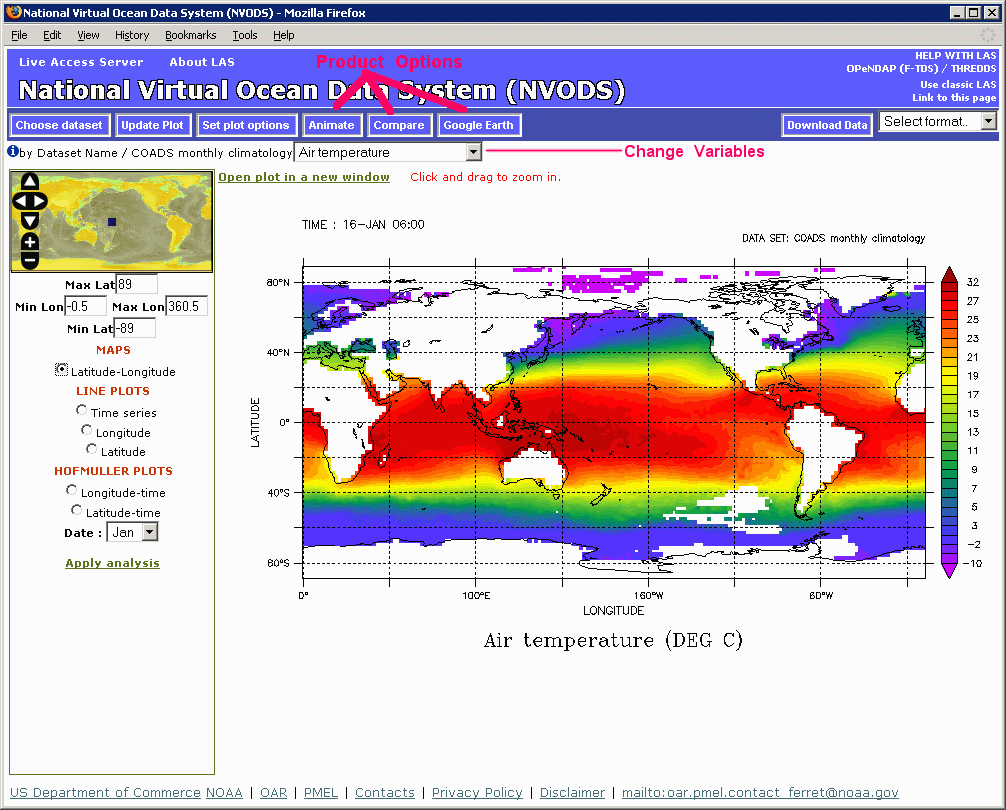 National Virtual Ocean Data System (NVODS) - Mozilla Firefox
File Edit View History Bookmarks Tools Help
Live Access Server About LAS
Product Options
HELP WITH LAS
OPeNDAP (F-TDS) / THREDDS
National Virtual Ocean Data System (NVODS)
Use classic LAS
Link to this page
Choose dataset Update Plot Set plot options Animate Compare Google Earth Download Data Select format..
by Dataset Name / COADS monthly climatology Air temperature
Change Variables
Open plot in a new window Click and drag to zoom in.
Max Lat 89
Min Lon -0.5 Max Lon 360.5
Min Lat -89
MAPS
Latitude-Longitude
LINE PLOTS
Time series
Longitude
Latitude
HOFMULLER PLOTS
Longitude-time
Latitude-time
Date : Jan
Apply analysis
TIME : 16-JAN 06:00
DATA SET: COADS monthly climatology
80°N
40°N
0°
40°S
80°S
LATITUDE
0° 100°E 160°W 60°W
LONGITUDE
32
27
25
23
21
19
17
15
13
11
9
7
5
3
-2
-10
Air temperature (DEG C)
US Department of Commerce NOAA | OAR | PMEL | Contacts | Privacy Policy | Disclaimer | mailto:oar.pmel.contact_ferret@noaa.gov